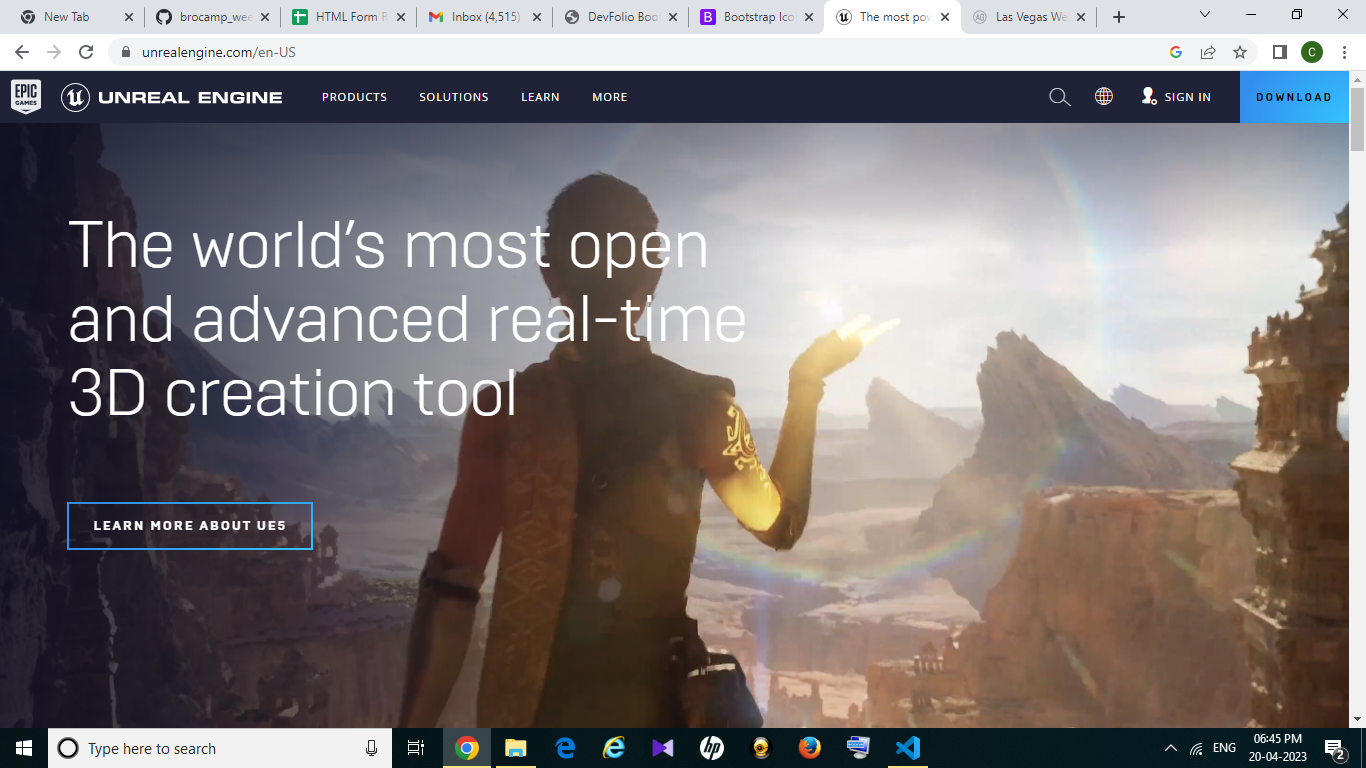 New Tab
brocamp_wee
HTML Form R
Inbox (4,515)
DevFolio Boo
Bootstrap Ico
The most pow
Las Vegas We
unrealengine.com/en-US
C
EPIC
GAMES
UNREAL ENGINE
PRODUCTS
SOLUTIONS
LEARN
MORE
SIGN IN
DOWNLOAD
The world’s most open
and advanced real-time
3D creation tool
LEARN MORE ABOUT UE5
Type here to search
hp
ENG
06:45 PM
20-04-2023
2